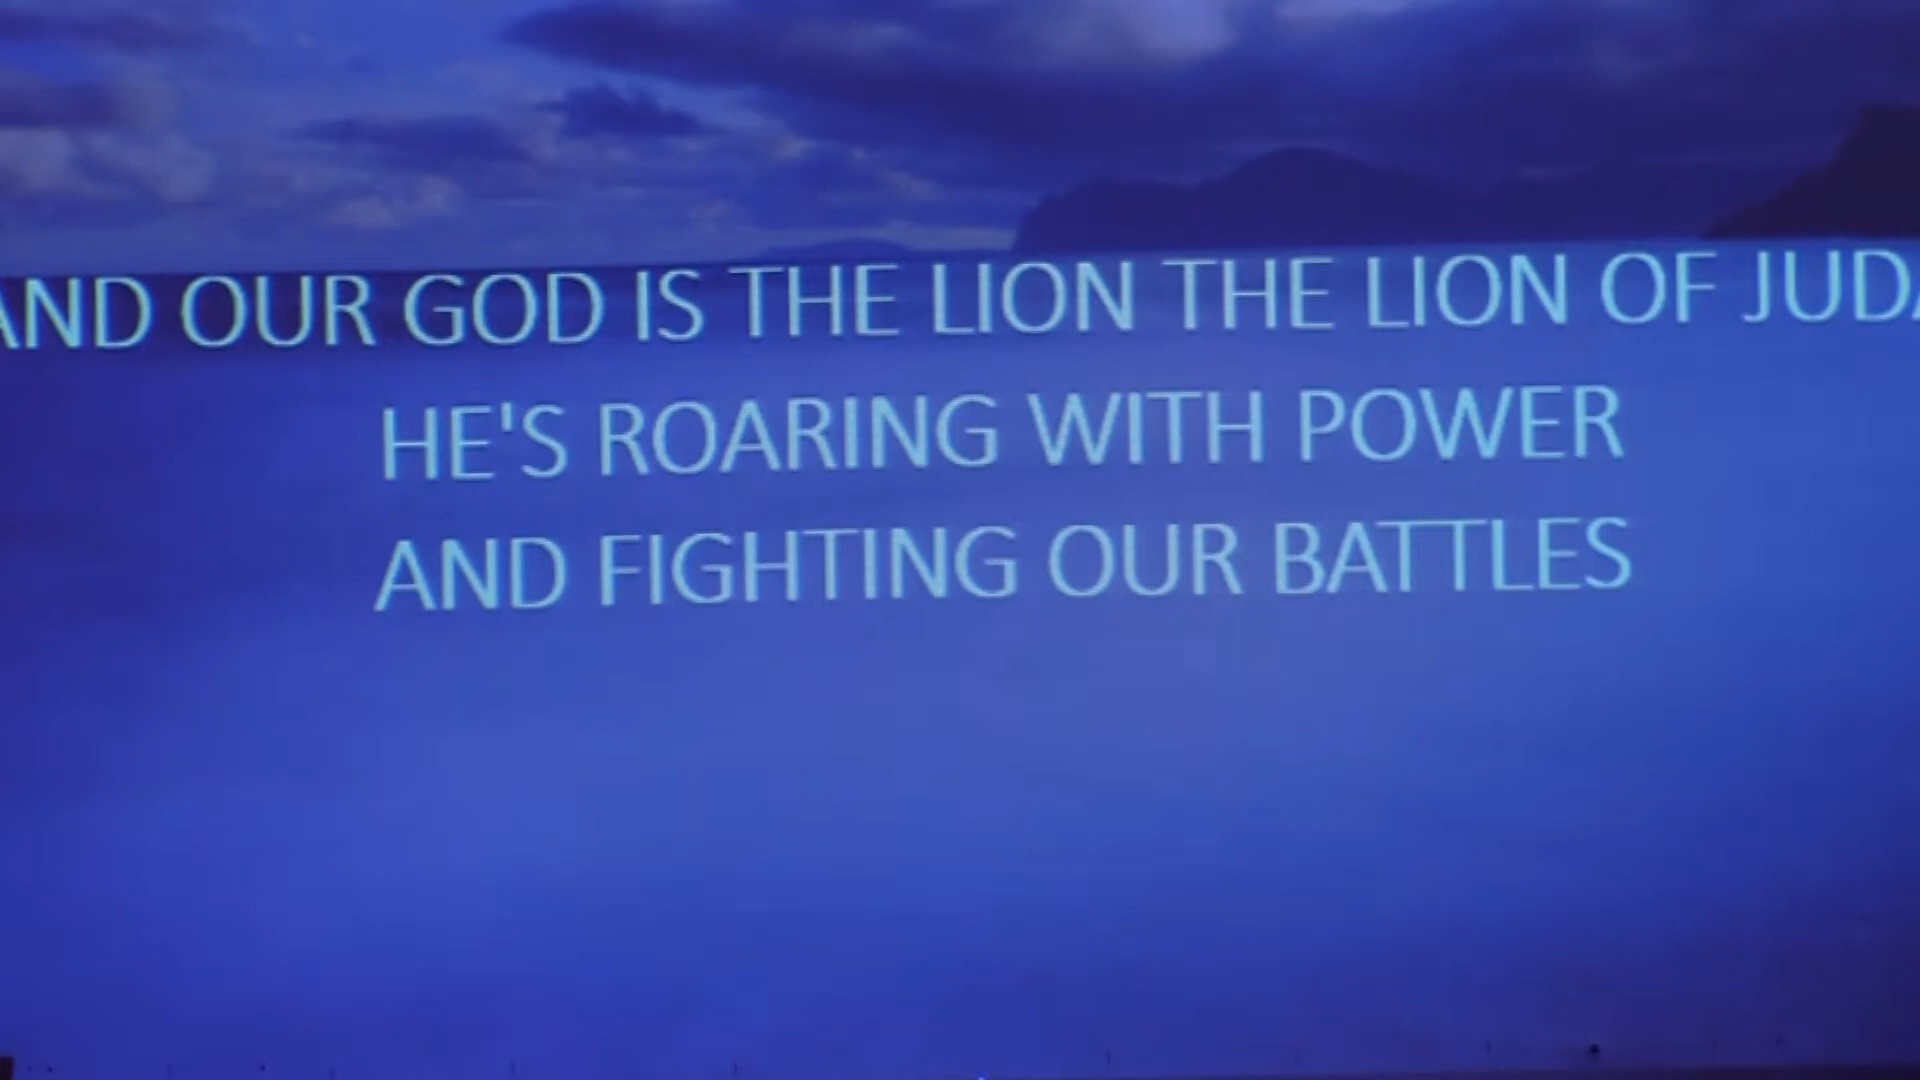 AND OUR GOD IS THE LION THE LION OF JUDA
HE'S ROARING WITH POWER
AND FIGHTING OUR BATTLES